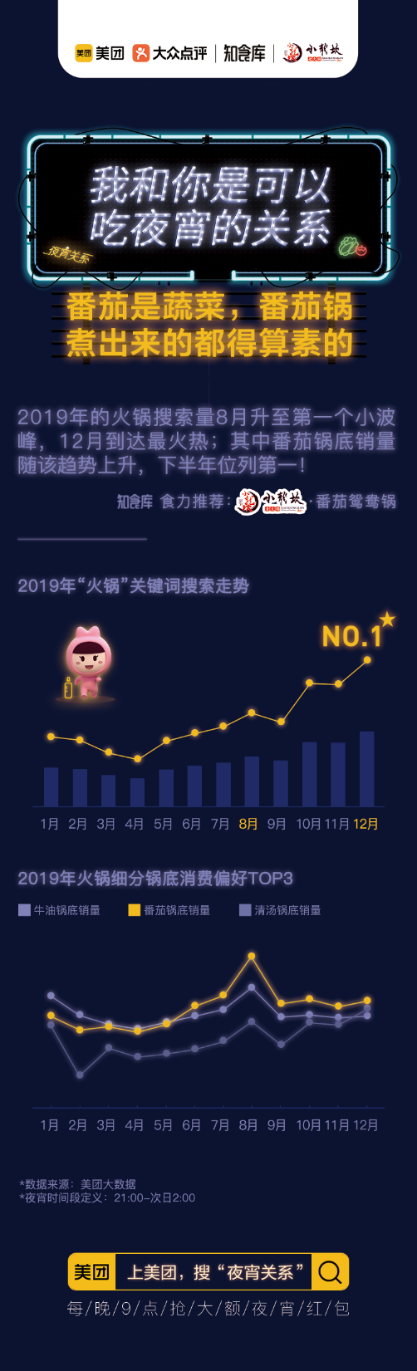 美团 美团 大众点评 知食库 小龙坎
我和你是可以
吃夜宵的关系
夜宵关系
番茄是蔬菜，番茄锅
煮出来的都得算素的
2019年的火锅搜索量8月升至第一个小波
峰，12月到达最火热；其中番茄锅底销量
随该趋势上升，下半年位列第一！
知食库 食力推荐：小龙坎·番茄鸳鸯锅
2019年“火锅”关键词搜索走势
NO.1
1月 2月 3月 4月 5月 6月 7月 8月 9月 10月 11月 12月
2019年火锅细分锅底消费偏好TOP3
牛油锅底销量 番茄锅底销量 清汤锅底销量
1月 2月 3月 4月 5月 6月 7月 8月 9月 10月 11月 12月
*数据来源：美团大数据
*夜宵时间段定义：21:00-次日2:00
美团 上美团，搜“夜宵关系”
每/晚/9/点/抢/大/额/夜/宵/红/包